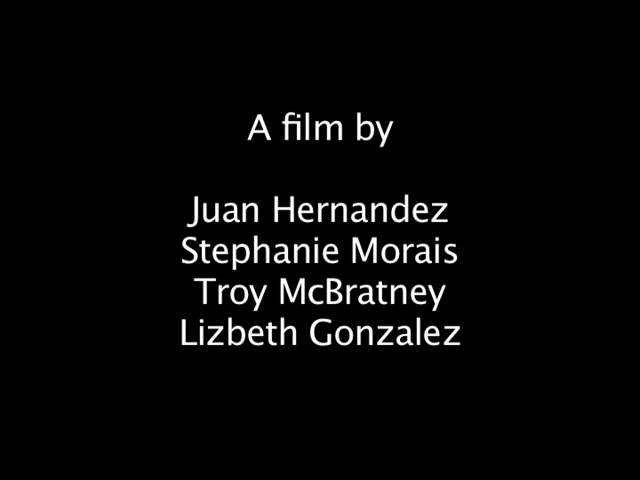 A film by
Juan Hernandez
Stephanie Morais
Troy McBratney
Lizbeth Gonzalez